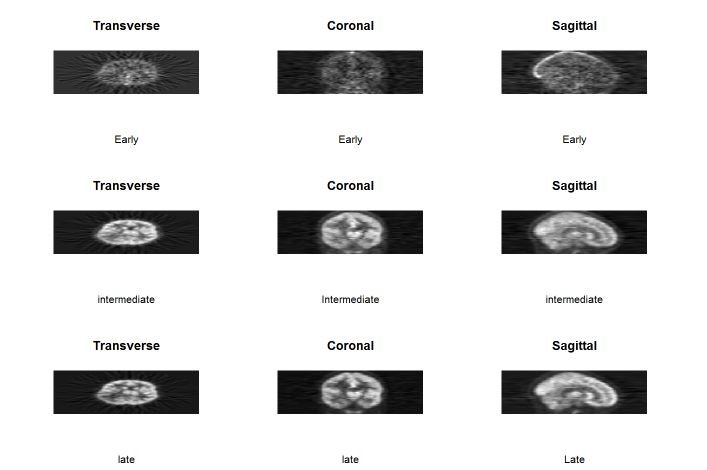 Transverse Coronal Sagittal
Early Early Early
Transverse Coronal Sagittal
intermediate Intermediate intermediate
Transverse Coronal Sagittal
late late Late